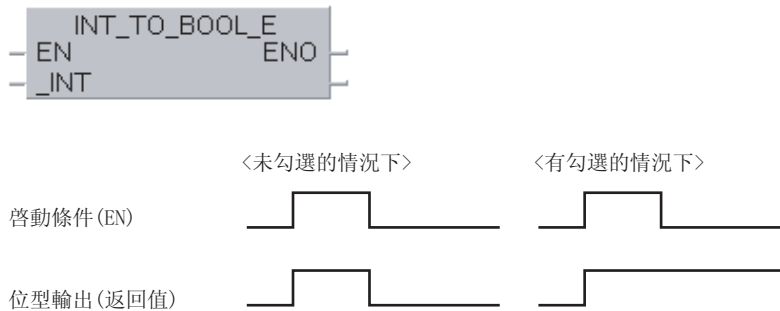 INT_TO_BOOL_E
EN ENO
_INT
<未勾選的情況下> <有勾選的情況下>
啓動條件(EN)
位型輸出(返回值)